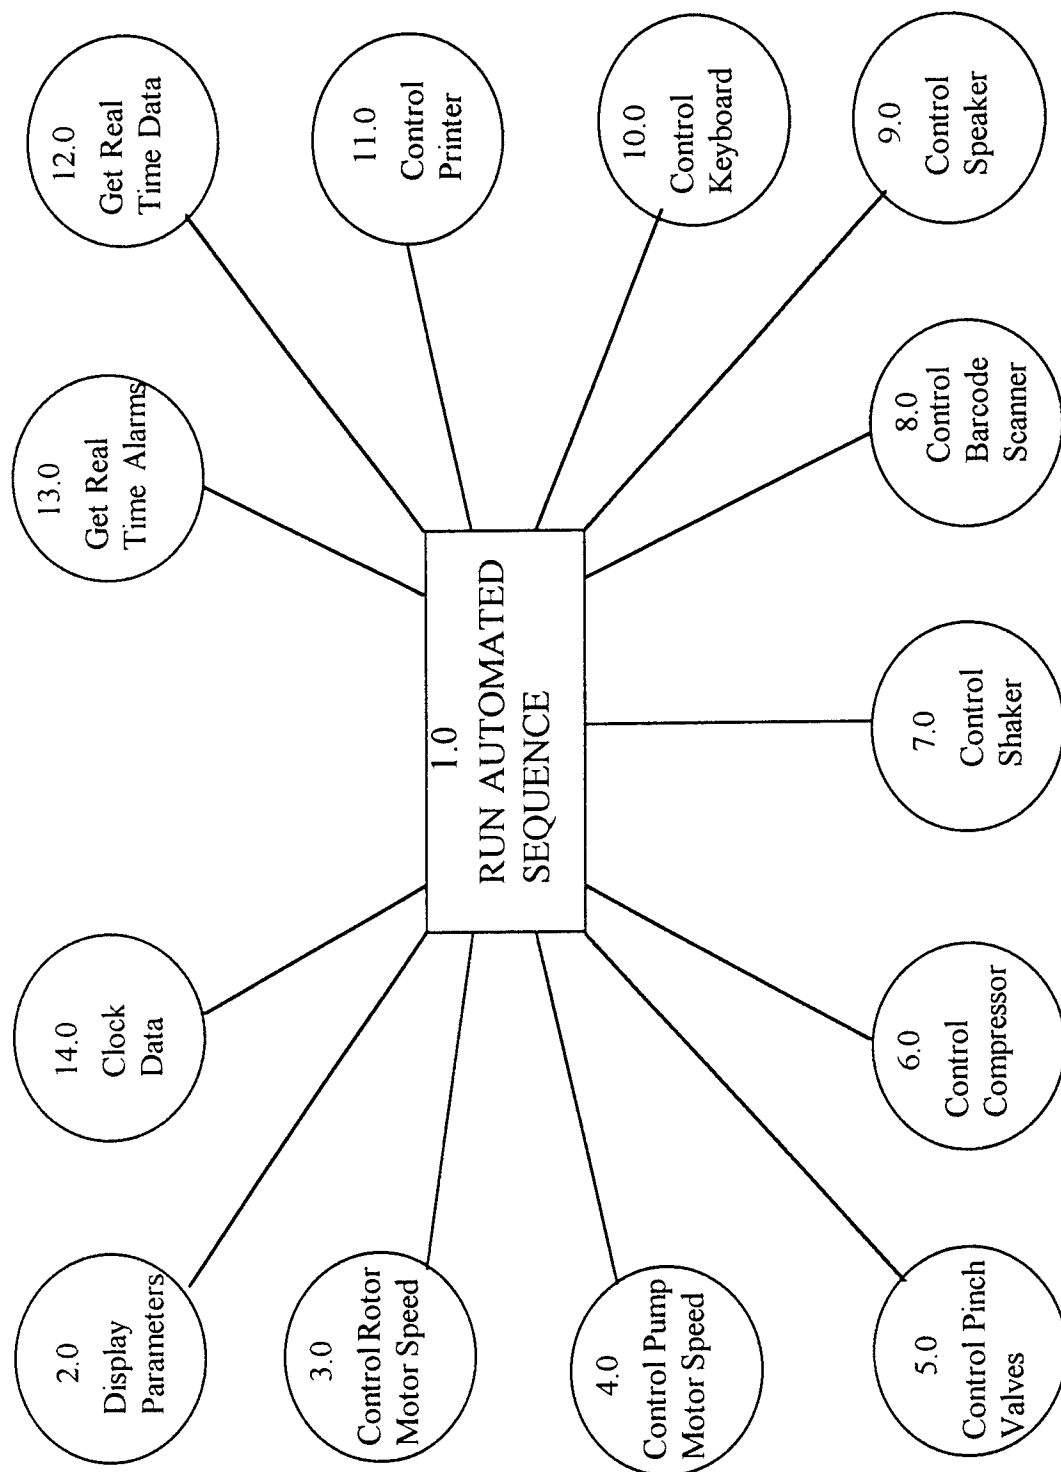 1.0
RUN AUTOMATED
SEQUENCE
2.0
Display
Parameters
3.0
Control Rotor
Motor Speed
4.0
Control Pump
Motor Speed
5.0
Control Pinch
Valves
6.0
Control
Compressor
7.0
Control
Shaker
8.0
Control
Barcode
Scanner
9.0
Control
Speaker
10.0
Control
Keyboard
11.0
Control
Printer
12.0
Get Real
Time Data
13.0
Get Real
Time Alarms
14.0
Clock
Data